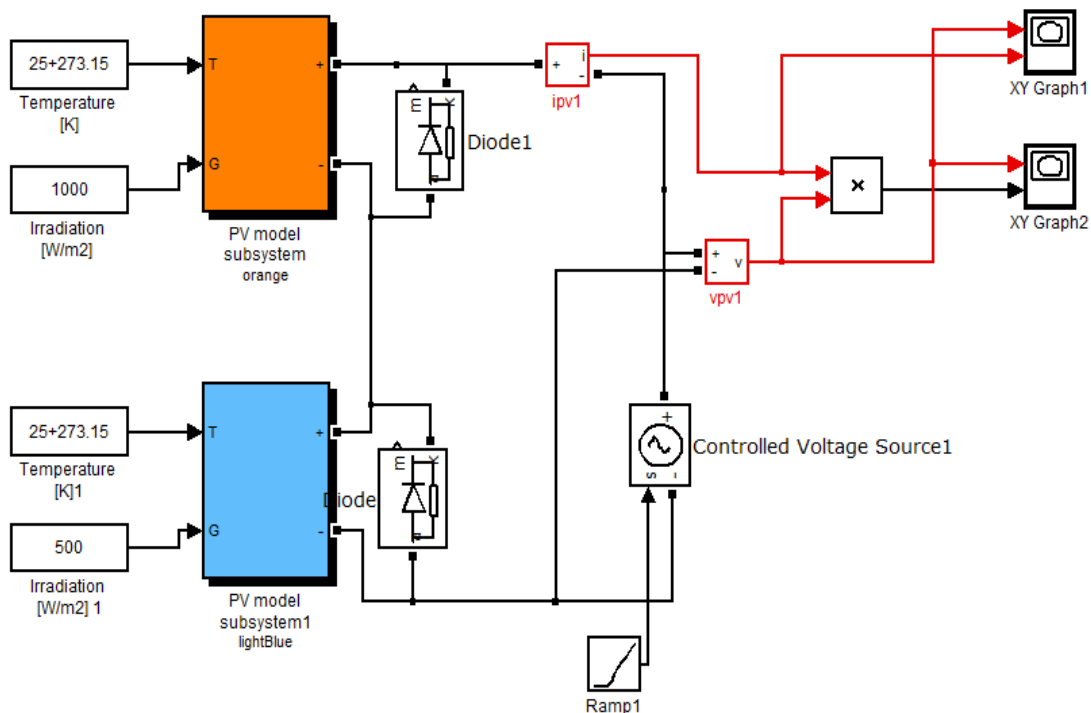 25+273.15
Temperature
[K]
1000
Irradiation
[W/m2]
T
G
+
-
PV model
subsystem
orange
m
k
a
Diode1
+
i
-
ipv1
×
XY Graph1
XY Graph2
+
-
v
vpv1
25+273.15
Temperature
[K]1
500
Irradiation
[W/m2] 1
T
G
+
-
PV model
subsystem1
lightBlue
m
k
a
Diode
+
s
-
Controlled Voltage Source1
Ramp1